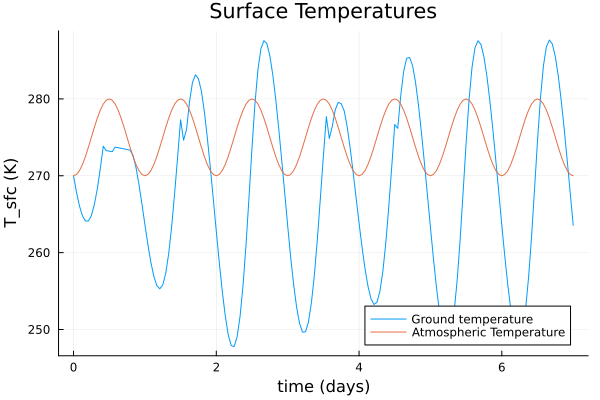 Surface Temperatures
T_sfc (K)
280
270
260
250
0
2
4
6
time (days)
Ground temperature
Atmospheric Temperature